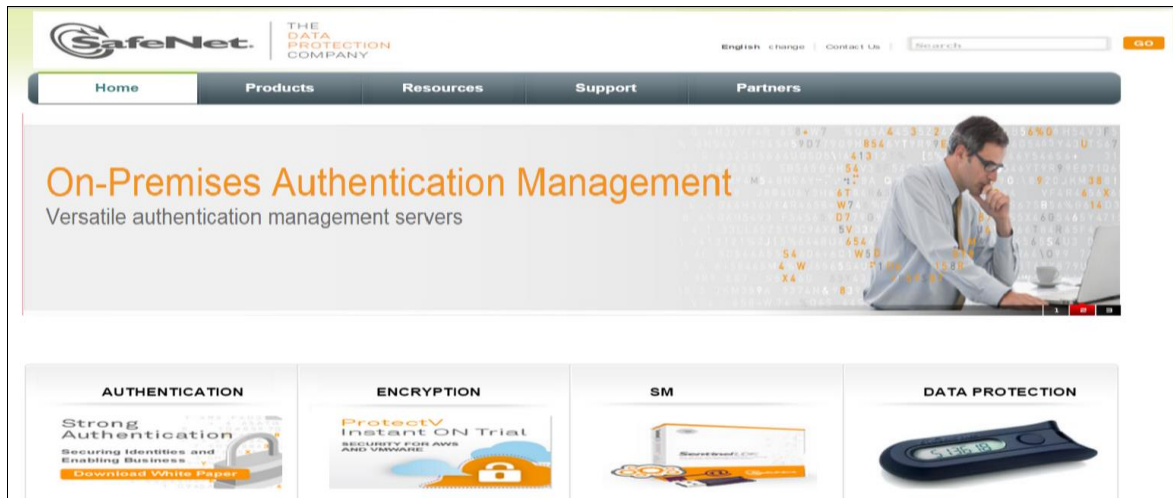 SafeNet.
THE
DATA
PROTECTION
COMPANY
English change | Contact Us | Search GO
Home Products Resources Support Partners
On-Premises Authentication Management
Versatile authentication management servers
1 2 3
AUTHENTICATION ENCRYPTION SM DATA PROTECTION
Strong
Authentication
Securing Identities and
Enabling Business
Download White Paper
ProtectV
Instant ON Trial
SECURITY FOR AWS
AND VMWARE